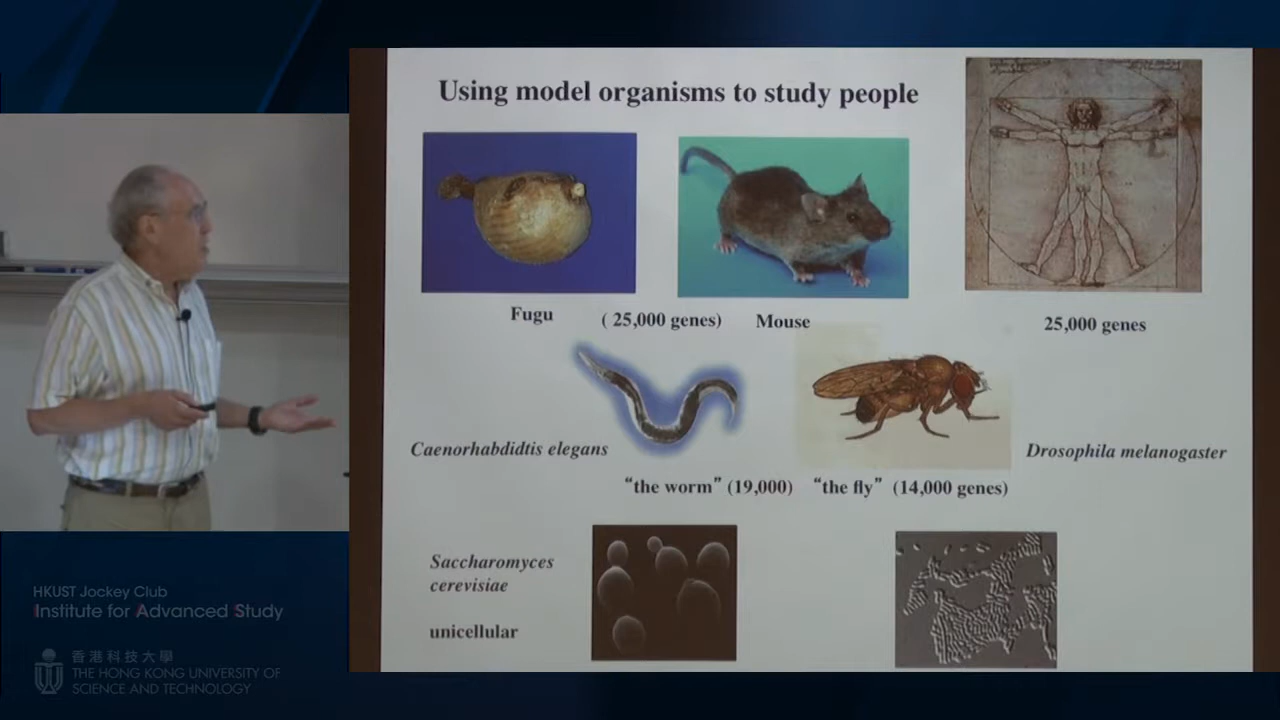 Using model organisms to study people
Fugu
( 25,000 genes)
Mouse
25,000 genes
Caenorhabdidtis elegans
Drosophila melanogaster
“the worm” (19,000)
“the fly” (14,000 genes)
Saccharomyces
cerevisiae
unicellular
HKUST Jockey Club
Institute for Advanced Study
香港科技大學
THE HONG KONG UNIVERSITY OF
SCIENCE AND TECHNOLOGY